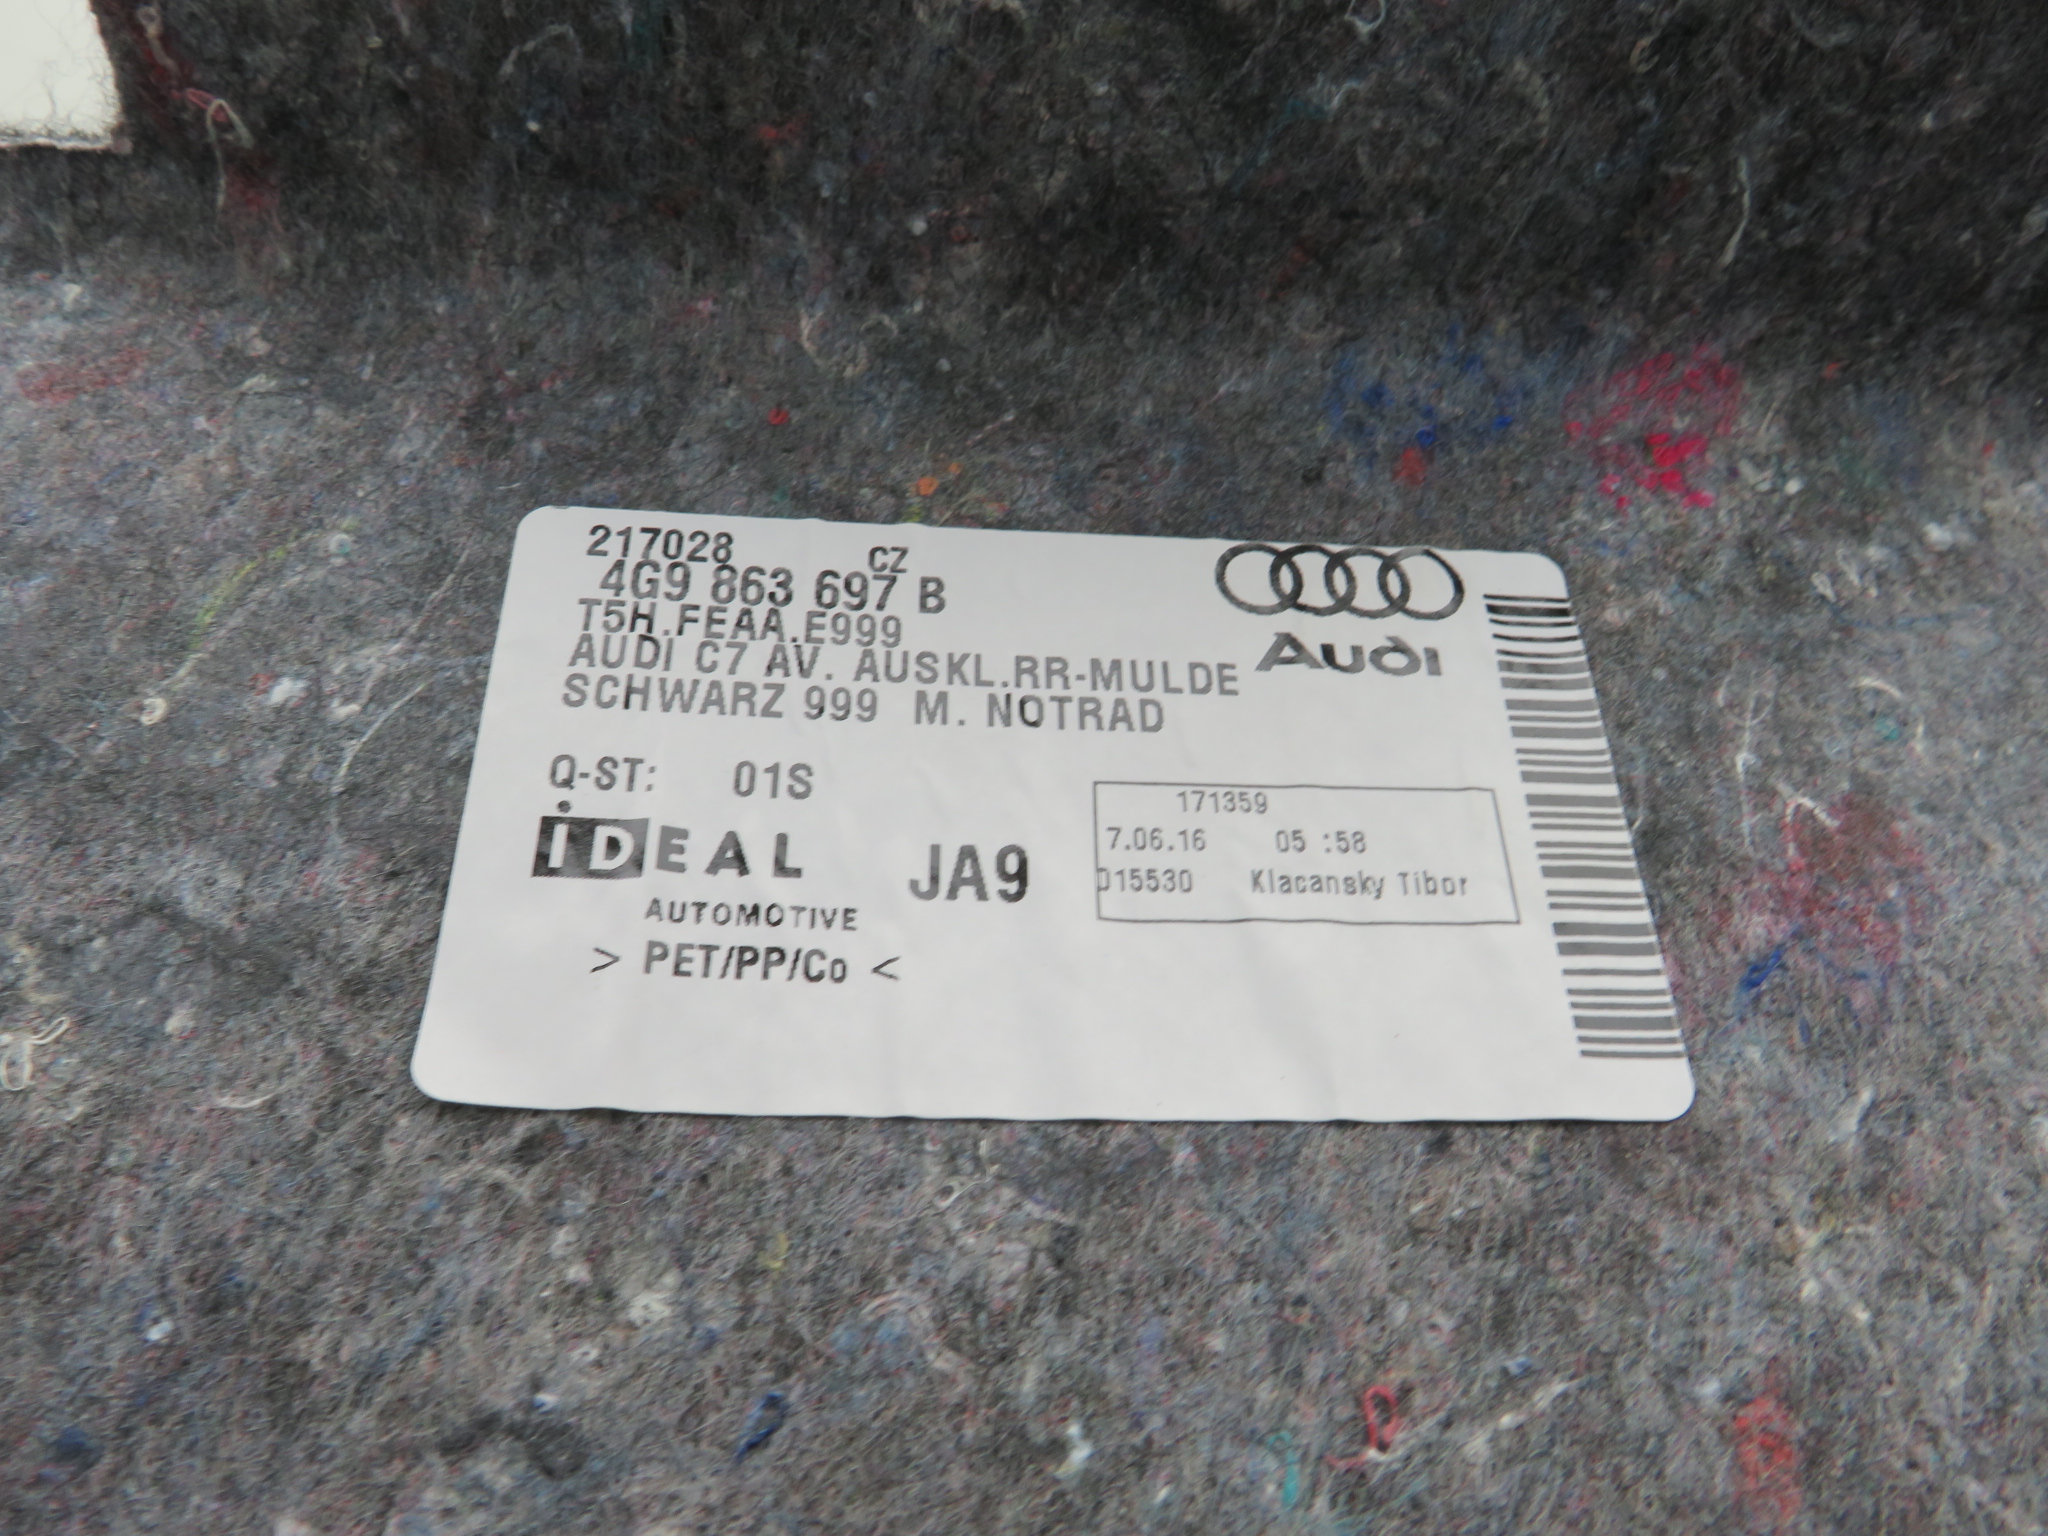 217028 CZ
4G9 863 697 B
T5H.FEAA.E999
AUDI C7 AV. AUSKL.RR-MULDE
SCHWARZ 999 M. NOTRAD
Audi
Q-ST: 01S
iDEAL
AUTOMOTIVE
JA9
171359
7.06.16 05 :58
D15530 Klacansky Tibor
> PET/PP/Co <